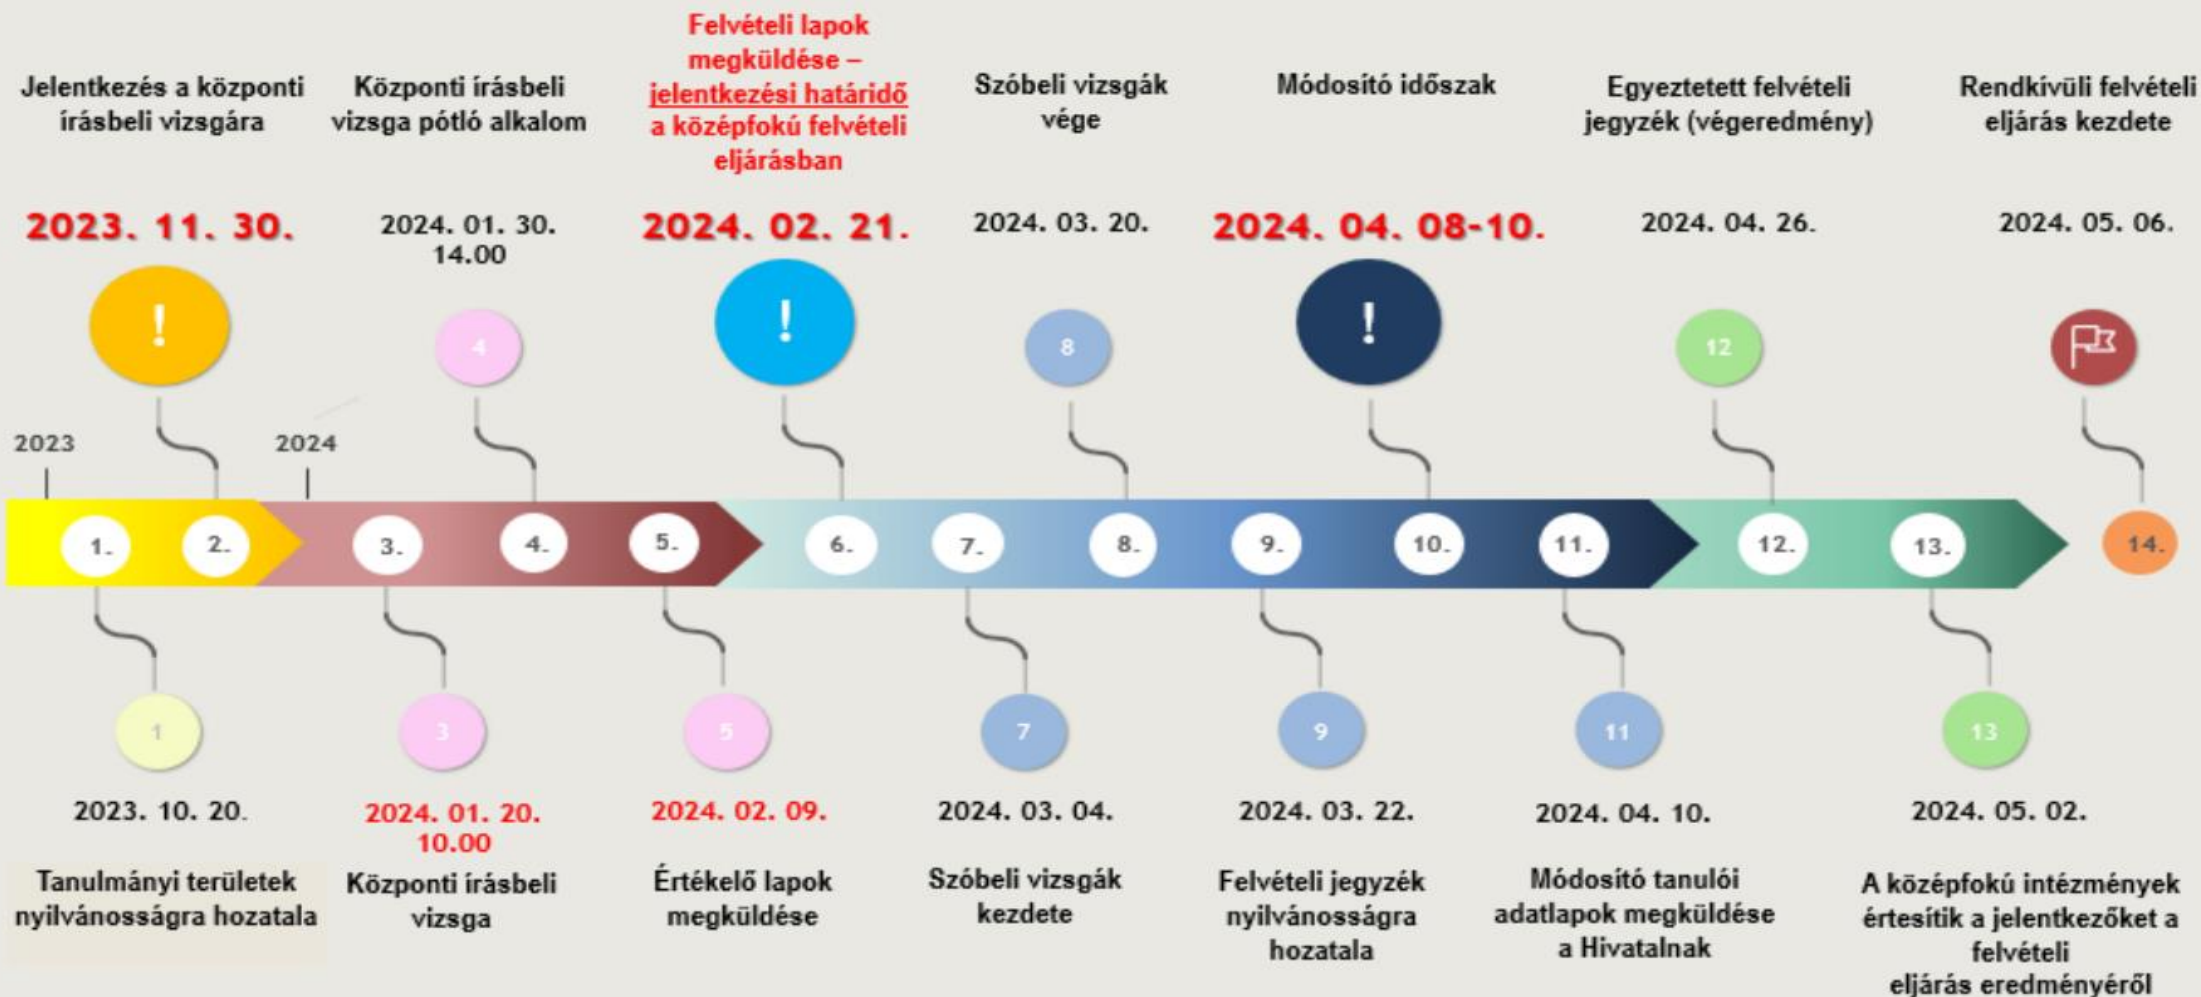 Jelentkezés a központi
írásbeli vizsgára
2023. 11. 30.
!
Központi írásbeli
vizsga pótló alkalom
2024. 01. 30.
14.00
4
Felvételi lapok
megküldése –
jelentkezési határidő
a középfokú felvételi
eljárásban
2024. 02. 21.
!
Szóbeli vizsgák
vége
2024. 03. 20.
8
Módosító időszak
2024. 04. 08-10.
!
Egyeztetett felvételi
jegyzék (végeredmény)
2024. 04. 26.
12
Rendkívüli felvételi
eljárás kezdete
2024. 05. 06.
2023
2024
1.
2.
3.
4.
5.
6.
7.
8.
9.
10.
11.
12.
13.
14.
1
2023. 10. 20.
Tanulmányi területek
nyilvánosságra hozatala
3
2024. 01. 20.
10.00
Központi írásbeli
vizsga
5
2024. 02. 09.
Értékelő lapok
megküldése
7
2024. 03. 04.
Szóbeli vizsgák
kezdete
9
2024. 03. 22.
Felvételi jegyzék
nyilvánosságra
hozatala
11
2024. 04. 10.
Módosító tanulói
adatlapok megküldése
a Hivatalnak
13
2024. 05. 02.
A középfokú intézmények
értesítik a jelentkezőket a
felvételi
eljárás eredményéről